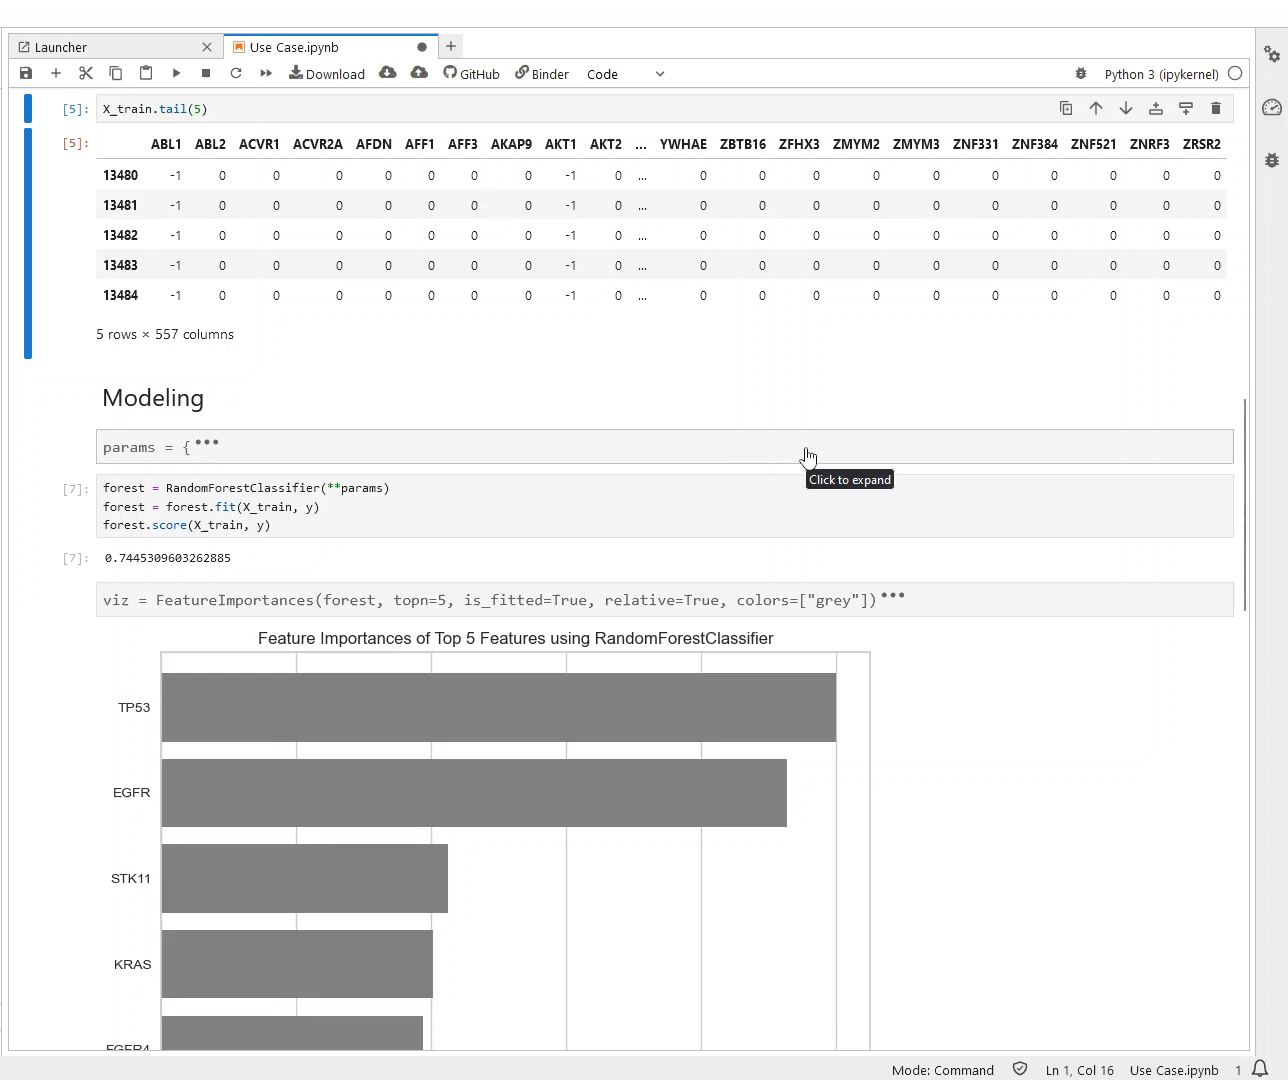 Launcher
Use Case.ipynb
Download GitHub Binder Code Python 3 (ipykernel)
[5]: X_train.tail(5)
[5]: ABL1 ABL2 ACVR1 ACVR2A AFDN AFF1 AFF3 AKAP9 AKT1 AKT2 ... YWHAE ZBTB16 ZFHX3 ZMYM2 ZMYM3 ZNF331 ZNF384 ZNF521 ZNRF3 ZRSR2
13480 -1 0 0 0 0 0 0 0 -1 0 ... 0 0 0 0 0 0 0 0 0 0
13481 -1 0 0 0 0 0 0 0 -1 0 ... 0 0 0 0 0 0 0 0 0 0
13482 -1 0 0 0 0 0 0 0 -1 0 ... 0 0 0 0 0 0 0 0 0 0
13483 -1 0 0 0 0 0 0 0 -1 0 ... 0 0 0 0 0 0 0 0 0 0
13484 -1 0 0 0 0 0 0 0 -1 0 ... 0 0 0 0 0 0 0 0 0 0
5 rows × 557 columns
Modeling
params = {•••
Click to expand
[7]: forest = RandomForestClassifier(**params)
forest = forest.fit(X_train, y)
forest.score(X_train, y)
[7]: 0.7445309603262885
viz = FeatureImportances(forest, topn=5, is_fitted=True, relative=True, colors=["grey"])•••
Feature Importances of Top 5 Features using RandomForestClassifier
TP53
EGFR
STK11
KRAS
Mode: Command Ln 1, Col 16 Use Case.ipynb 1